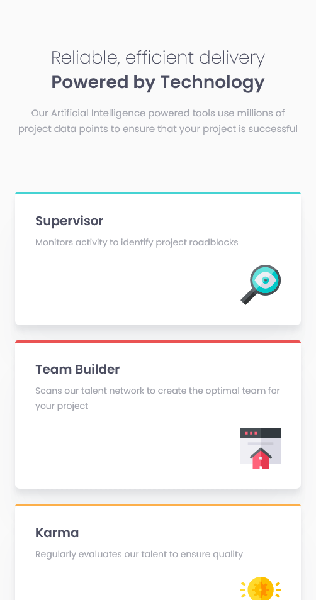 Reliable, efficient delivery
Powered by Technology
Our Artificial Intelligence powered tools use millions of
project data points to ensure that your project is successful
Supervisor
Monitors activity to identify project roadblocks
Team Builder
Scans our talent network to create the optimal team for
your project
Karma
Regularly evaluates our talent to ensure quality